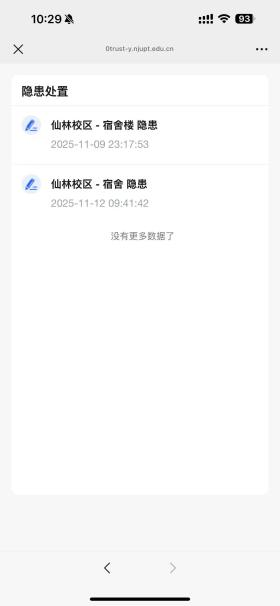 10:29
93
0trust-y.njupt.edu.cn
隐患处置
仙林校区 - 宿舍楼 隐患
2025-11-09 23:17:53
仙林校区 - 宿舍 隐患
2025-11-12 09:41:42
没有更多数据了